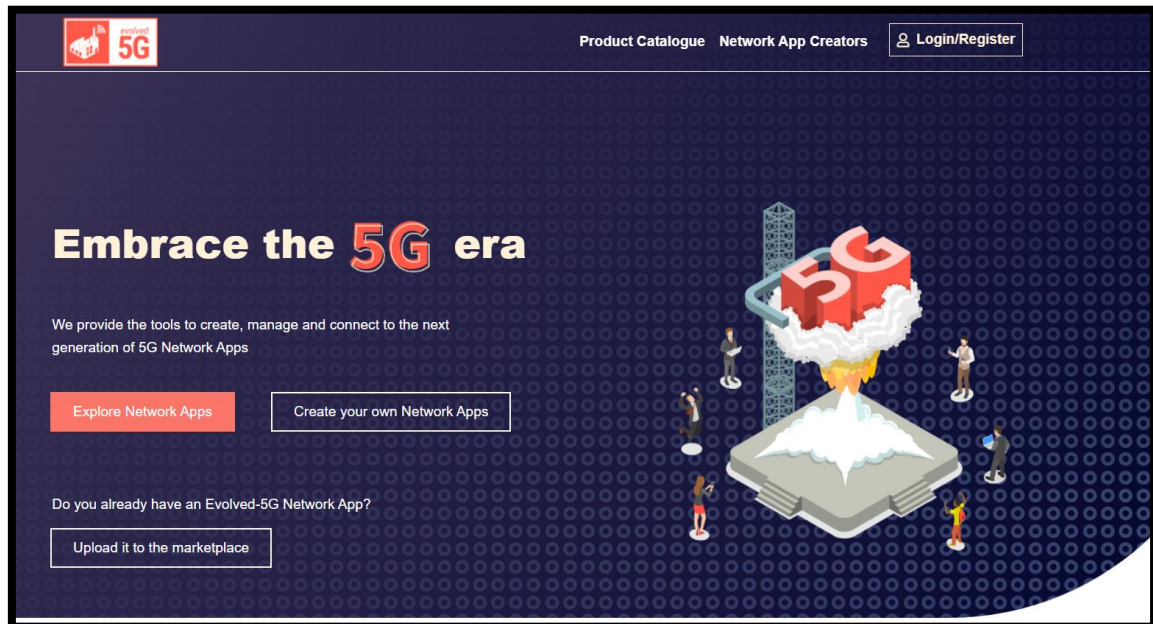 evolved
5G
Product Catalogue Network App Creators Login/Register
Embrace the 5G era
5G
We provide the tools to create, manage and connect to the next
generation of 5G Network Apps
Explore Network Apps Create your own Network Apps
Do you already have an Evolved-5G Network App?
Upload it to the marketplace